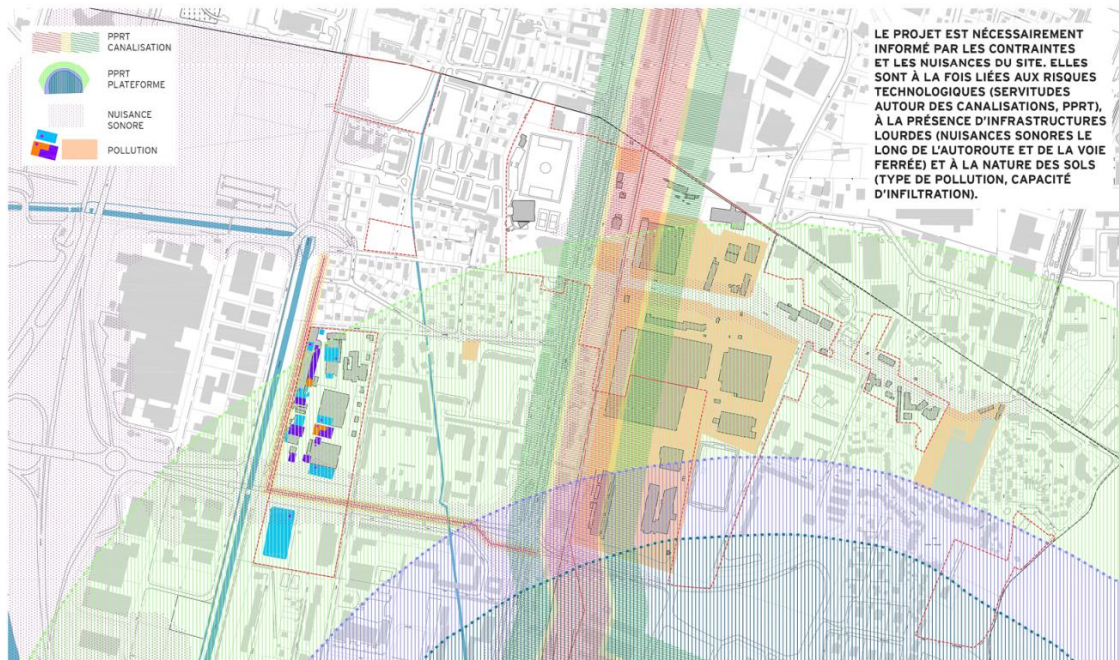 PPRT
CANALISATION
PPRT
PLATEFORME
NUISANCE
SONORE
POLLUTION
LE PROJET EST NÉCESSAIREMENT
INFORMÉ PAR LES CONTRAINTES
ET LES NUISANCES DU SITE. ELLES
SONT À LA FOIS LIÉES AUX RISQUES
TECHNOLOGIQUES (SERVITUDES
AUTOUR DES CANALISATIONS, PPRT),
À LA PRÉSENCE D'INFRASTRUCTURES
LOURDES (NUISANCES SONORES LE
LONG DE L'AUTOROUTE ET DE LA VOIE
FERRÉE) ET À LA NATURE DES SOLS
(TYPE DE POLLUTION, CAPACITÉ
D'INFILTRATION).